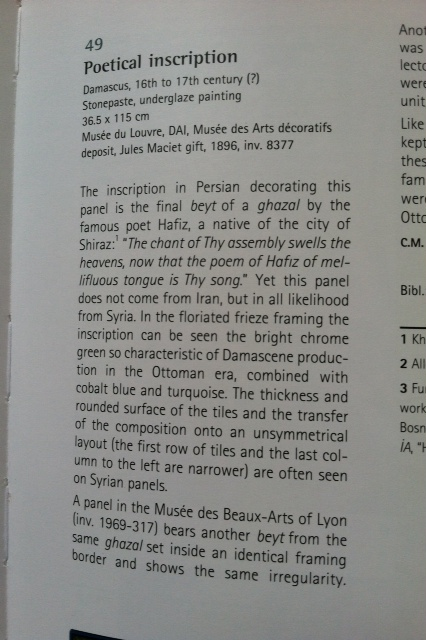 49
Poetical inscription
Damascus, 16th to 17th century (?)
Stonepaste, underglaze painting
36.5 x 115 cm
Musée du Louvre, DAI, Musée des Arts décoratifs
deposit, Jules Maciet gift, 1896, inv. 8377
The inscription in Persian decorating this
panel is the final beyt of a ghazal by the
famous poet Hafiz, a native of the city of
Shiraz:¹ "The chant of Thy assembly swells the
heavens, now that the poem of Hafiz of mel-
lifluous tongue is Thy song." Yet this panel
does not come from Iran, but in all likelihood
from Syria. In the floriated frieze framing the
inscription can be seen the bright chrome
green so characteristic of Damascene produc-
tion in the Ottoman era, combined with
cobalt blue and turquoise. The thickness and
rounded surface of the tiles and the transfer
of the composition onto an unsymmetrical
layout (the first row of tiles and the last col-
umn to the left are narrower) are often seen
on Syrian panels.
A panel in the Musée des Beaux-Arts of Lyon
(inv. 1969-317) bears another beyt from the
same ghazal set inside an identical framing
border and shows the same irregularity.
was
were
unit
Like
kept
C.M.
Bibl.
1 Kh
2 All
3 Fu
work
Bosn
İA, "H